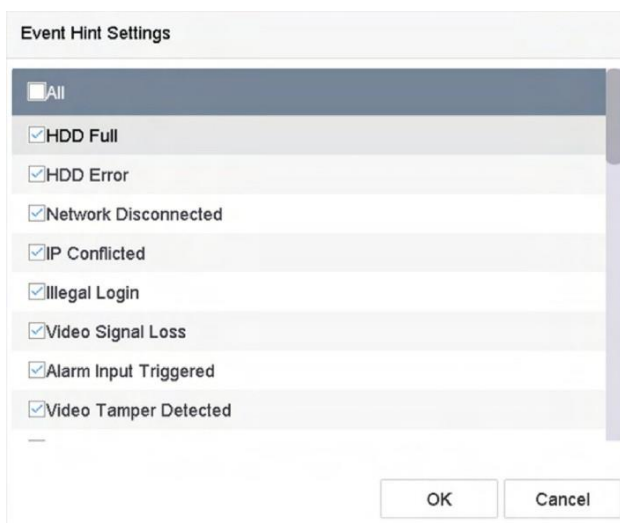 Event Hint Settings
All
HDD Full
HDD Error
Network Disconnected
IP Conflicted
Illegal Login
Video Signal Loss
Alarm Input Triggered
Video Tamper Detected
OK
Cancel